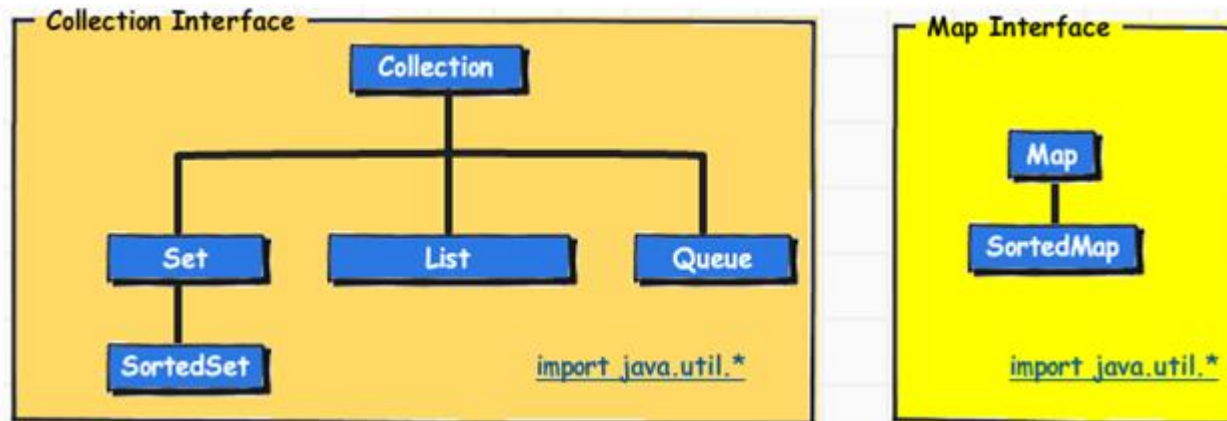 Collection Interface
Collection
Set
List
Queue
SortedSet
import java.util.*
Map Interface
Map
SortedMap
import java.util.*